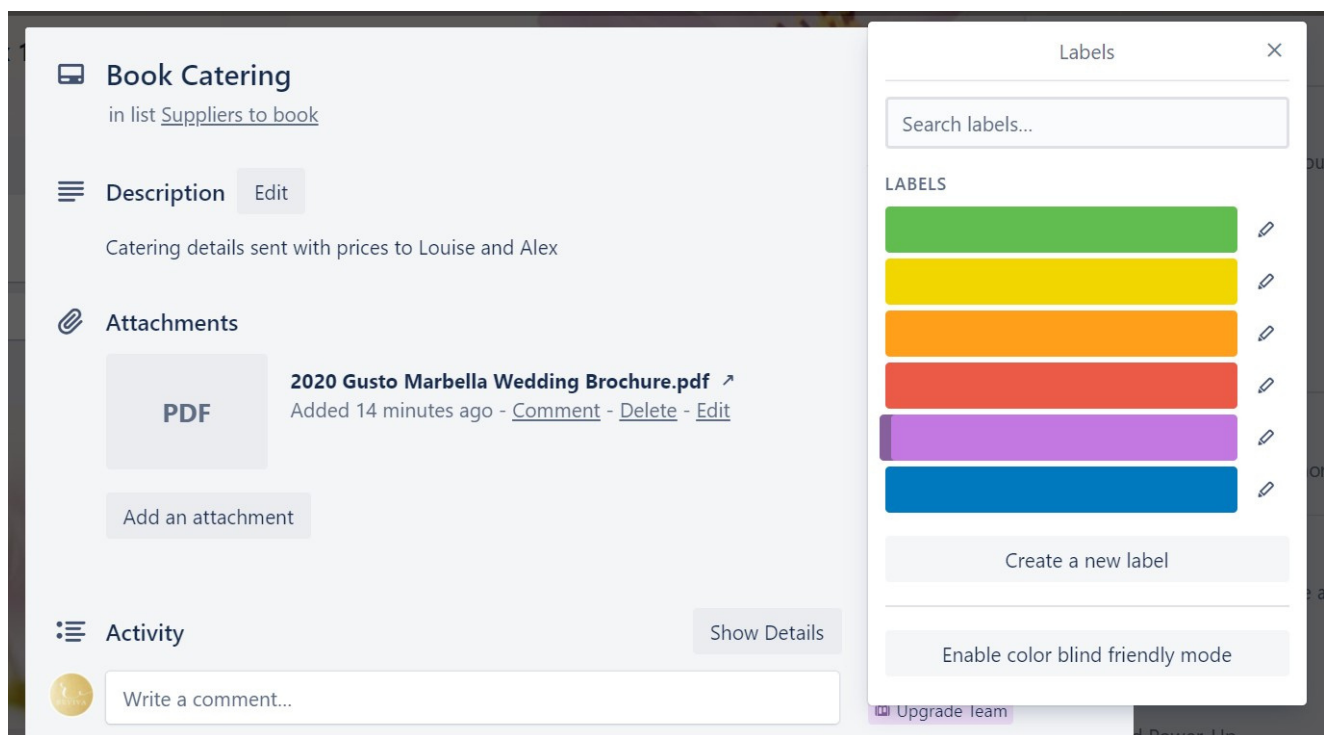 Book Catering
in list Suppliers to book
Description Edit
Catering details sent with prices to Louise and Alex
Attachments
PDF
2020 Gusto Marbella Wedding Brochure.pdf ↗
Added 14 minutes ago - Comment - Delete - Edit
Add an attachment
Activity Show Details
Write a comment...
Labels
Search labels...
LABELS
Create a new label
Enable color blind friendly mode
Upgrade Team